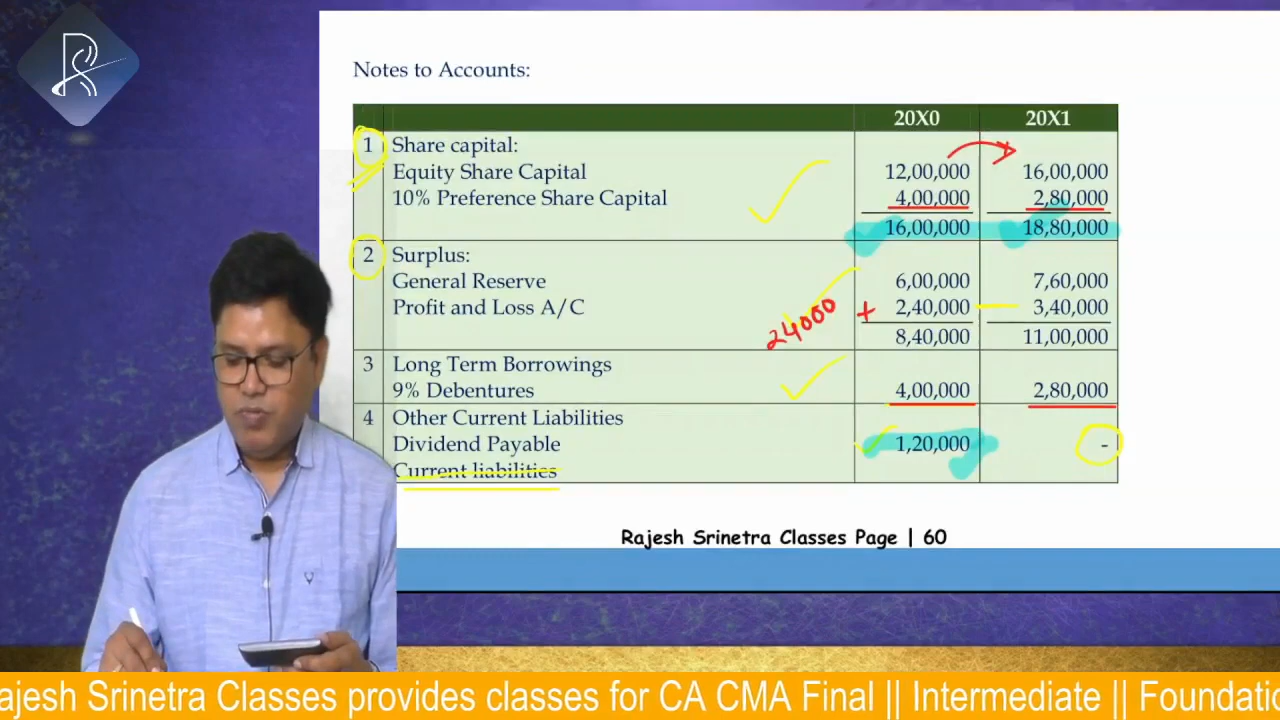 RS
Notes to Accounts:
20X0 20X1
1 Share capital:
Equity Share Capital 12,00,000 16,00,000
10% Preference Share Capital 4,00,000 2,80,000
16,00,000 18,80,000
2 Surplus:
General Reserve 6,00,000 7,60,000
Profit and Loss A/C 24000 + 2,40,000 3,40,000
8,40,000 11,00,000
3 Long Term Borrowings
9% Debentures 4,00,000 2,80,000
4 Other Current Liabilities
Dividend Payable 1,20,000 -
Current liabilities
Rajesh Srinetra Classes Page | 60
ajesh Srinetra Classes provides classes for CA CMA Final || Intermediate || Foundatio